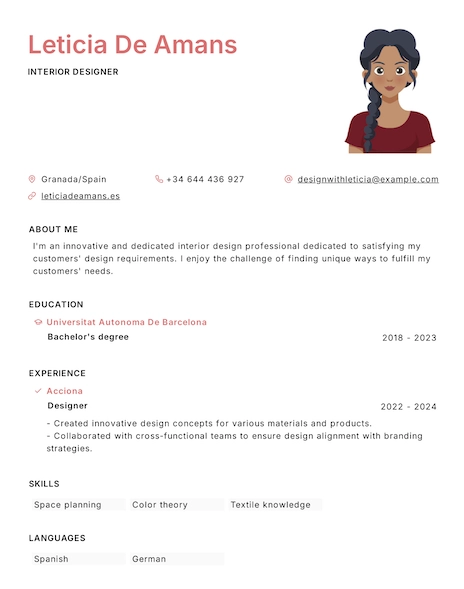 Leticia De Amans
INTERIOR DESIGNER
Granada/Spain
+34 644 436 927
designwithleticia@example.com
leticiadeamans.es
ABOUT ME
I'm an innovative and dedicated interior design professional dedicated to satisfying my
customers' design requirements. I enjoy the challenge of finding unique ways to fulfill my
customers' needs.
EDUCATION
Universitat Autonoma De Barcelona
Bachelor's degree
2018 - 2023
EXPERIENCE
Acciona
Designer
2022 - 2024
- Created innovative design concepts for various materials and products.
- Collaborated with cross-functional teams to ensure design alignment with branding
strategies.
SKILLS
Space planning
Color theory
Textile knowledge
LANGUAGES
Spanish
German